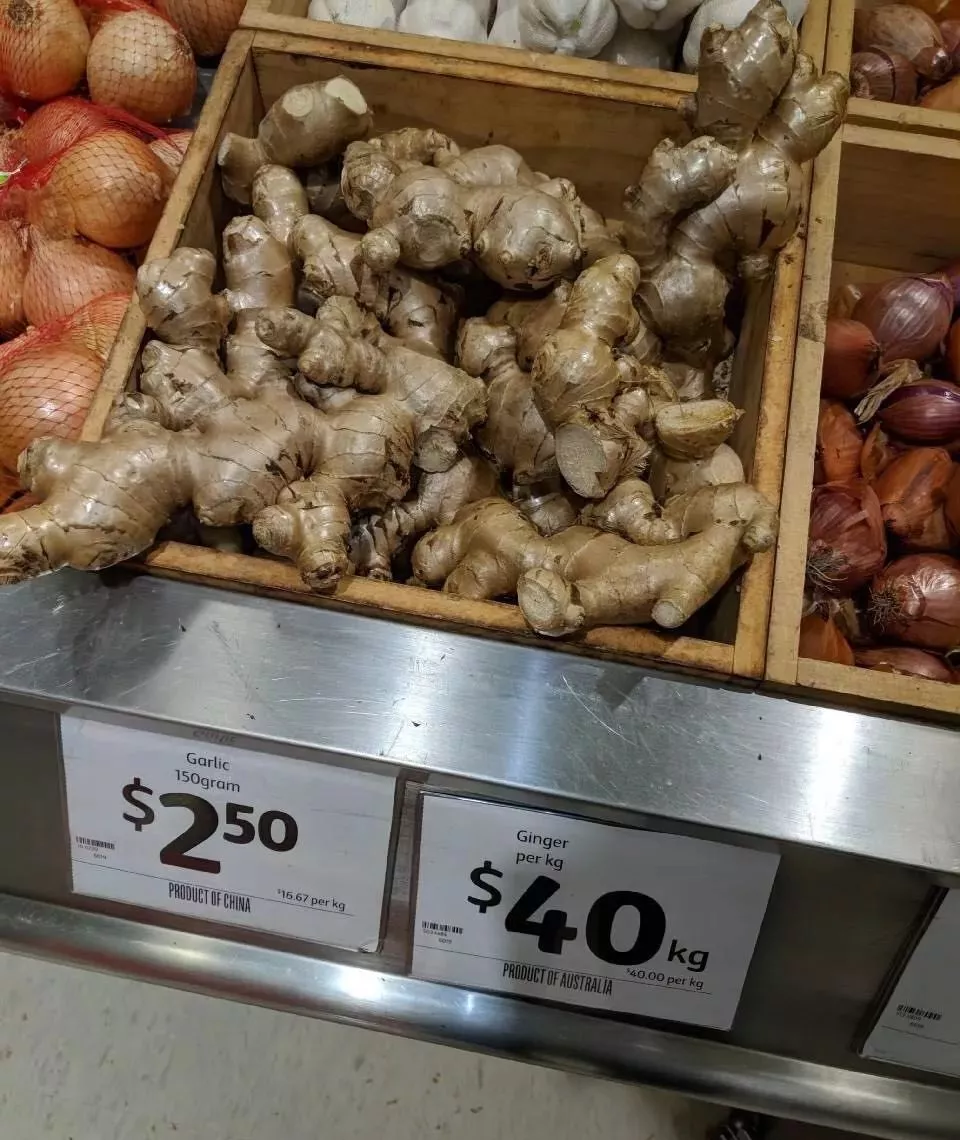 Garlic
150gram
$2.50
$16.67 per kg
PRODUCT OF CHINA
Ginger
per kg
$40 kg
$40.00 per kg
PRODUCT OF AUSTRALIA